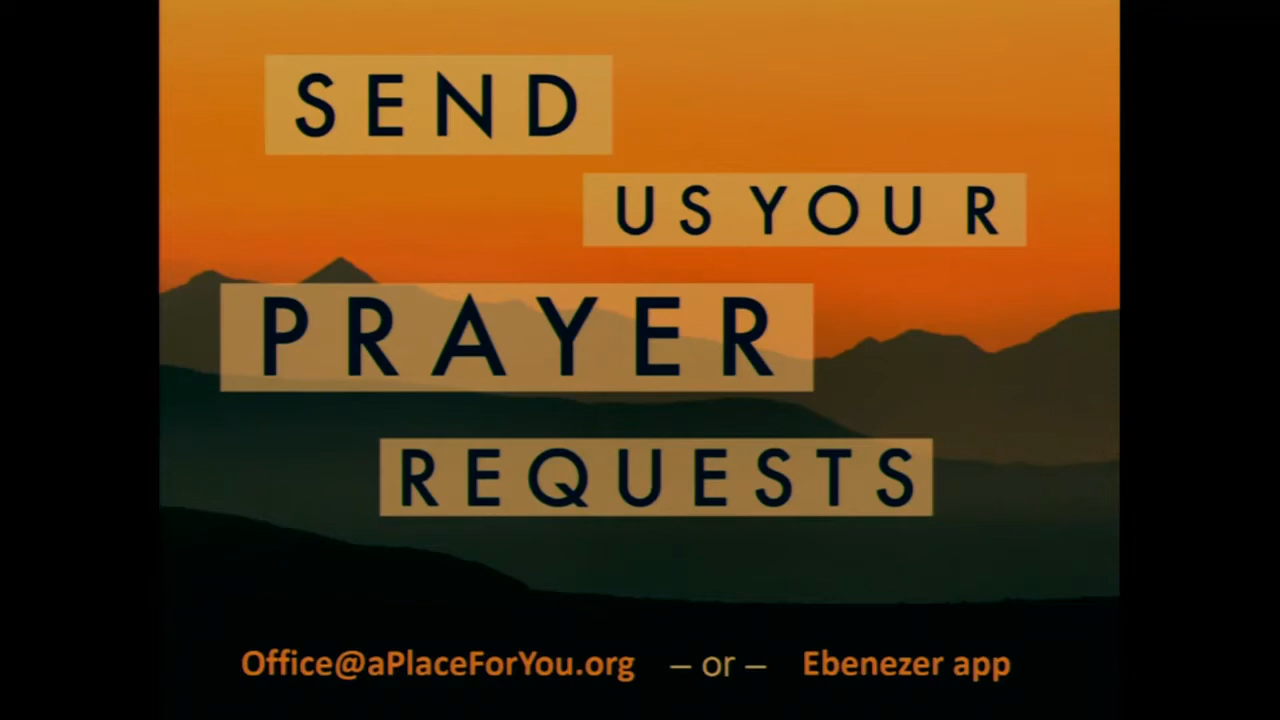 SEND
US YOUR
PRAYER
REQUESTS
Office@aPlaceForYou.org – or – Ebenezer app